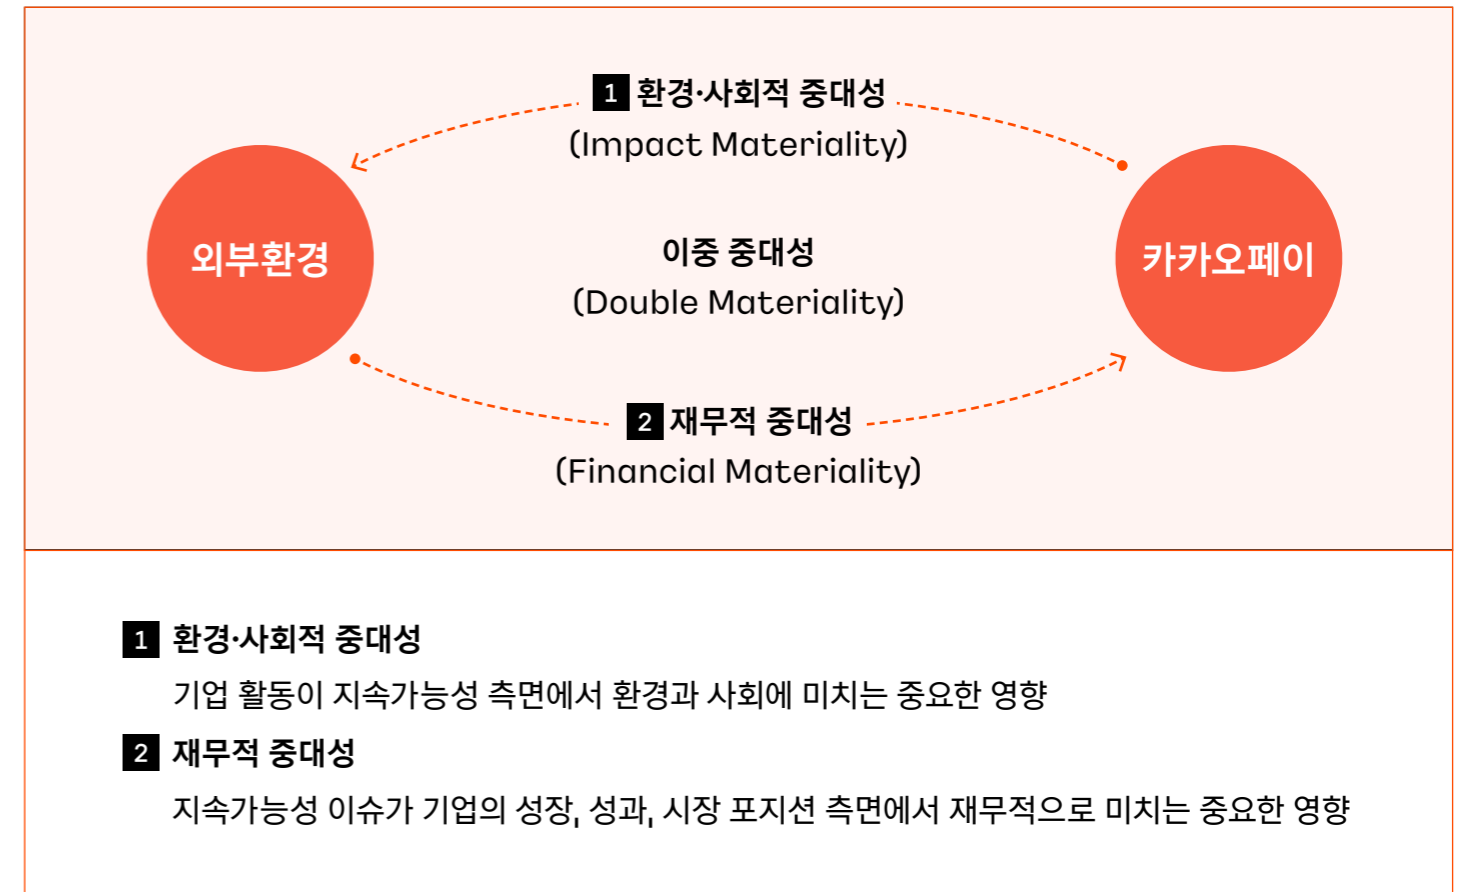 1 환경·사회적 중대성
(Impact Materiality)
외부환경
이중 중대성
(Double Materiality)
카카오페이
2 재무적 중대성
(Financial Materiality)
1 환경·사회적 중대성
기업 활동이 지속가능성 측면에서 환경과 사회에 미치는 중요한 영향
2 재무적 중대성
지속가능성 이슈가 기업의 성장, 성과, 시장 포지션 측면에서 재무적으로 미치는 중요한 영향